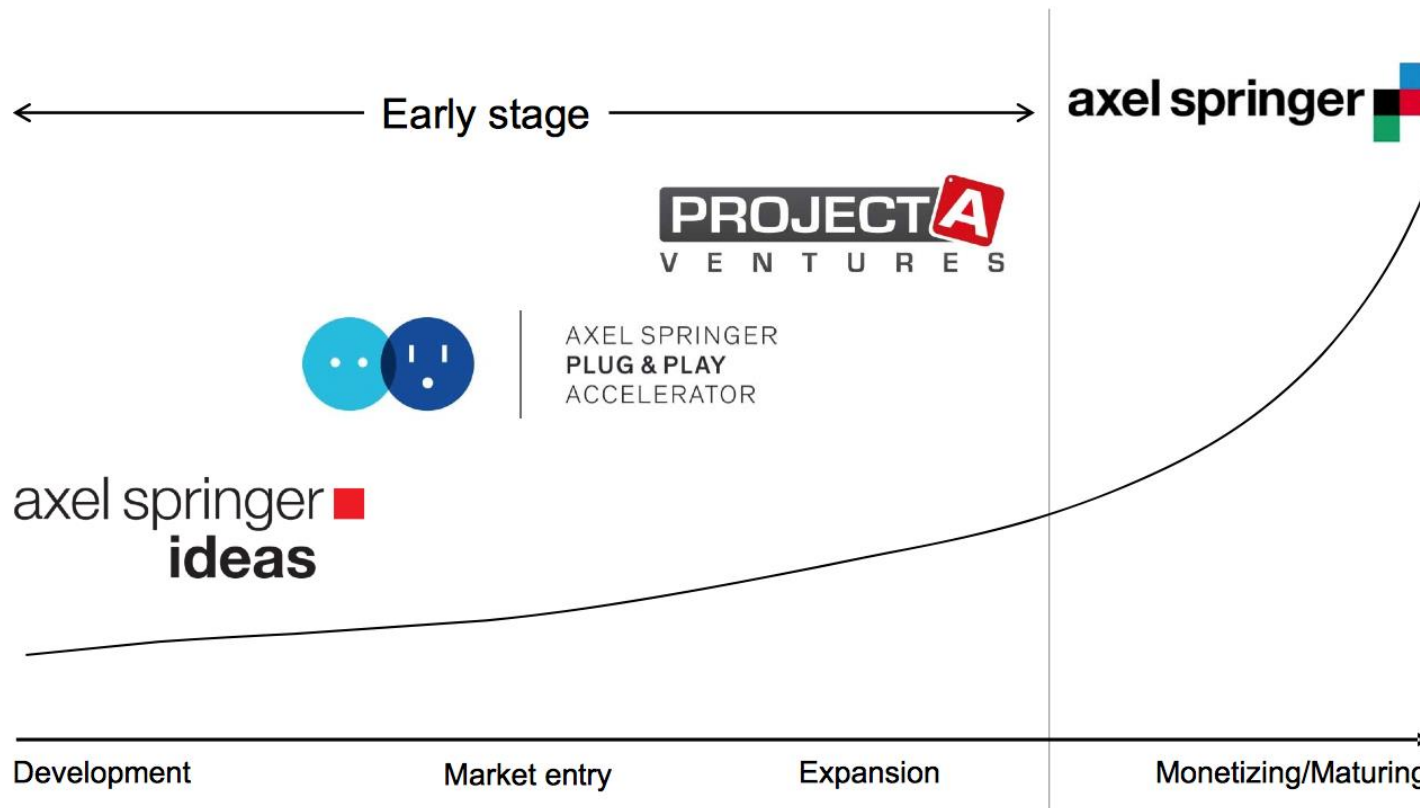 Early stage
axel springer
PROJECT A
VENTURES
AXEL SPRINGER
PLUG & PLAY
ACCELERATOR
axel springer
ideas
Development
Market entry
Expansion
Monetizing/Maturing